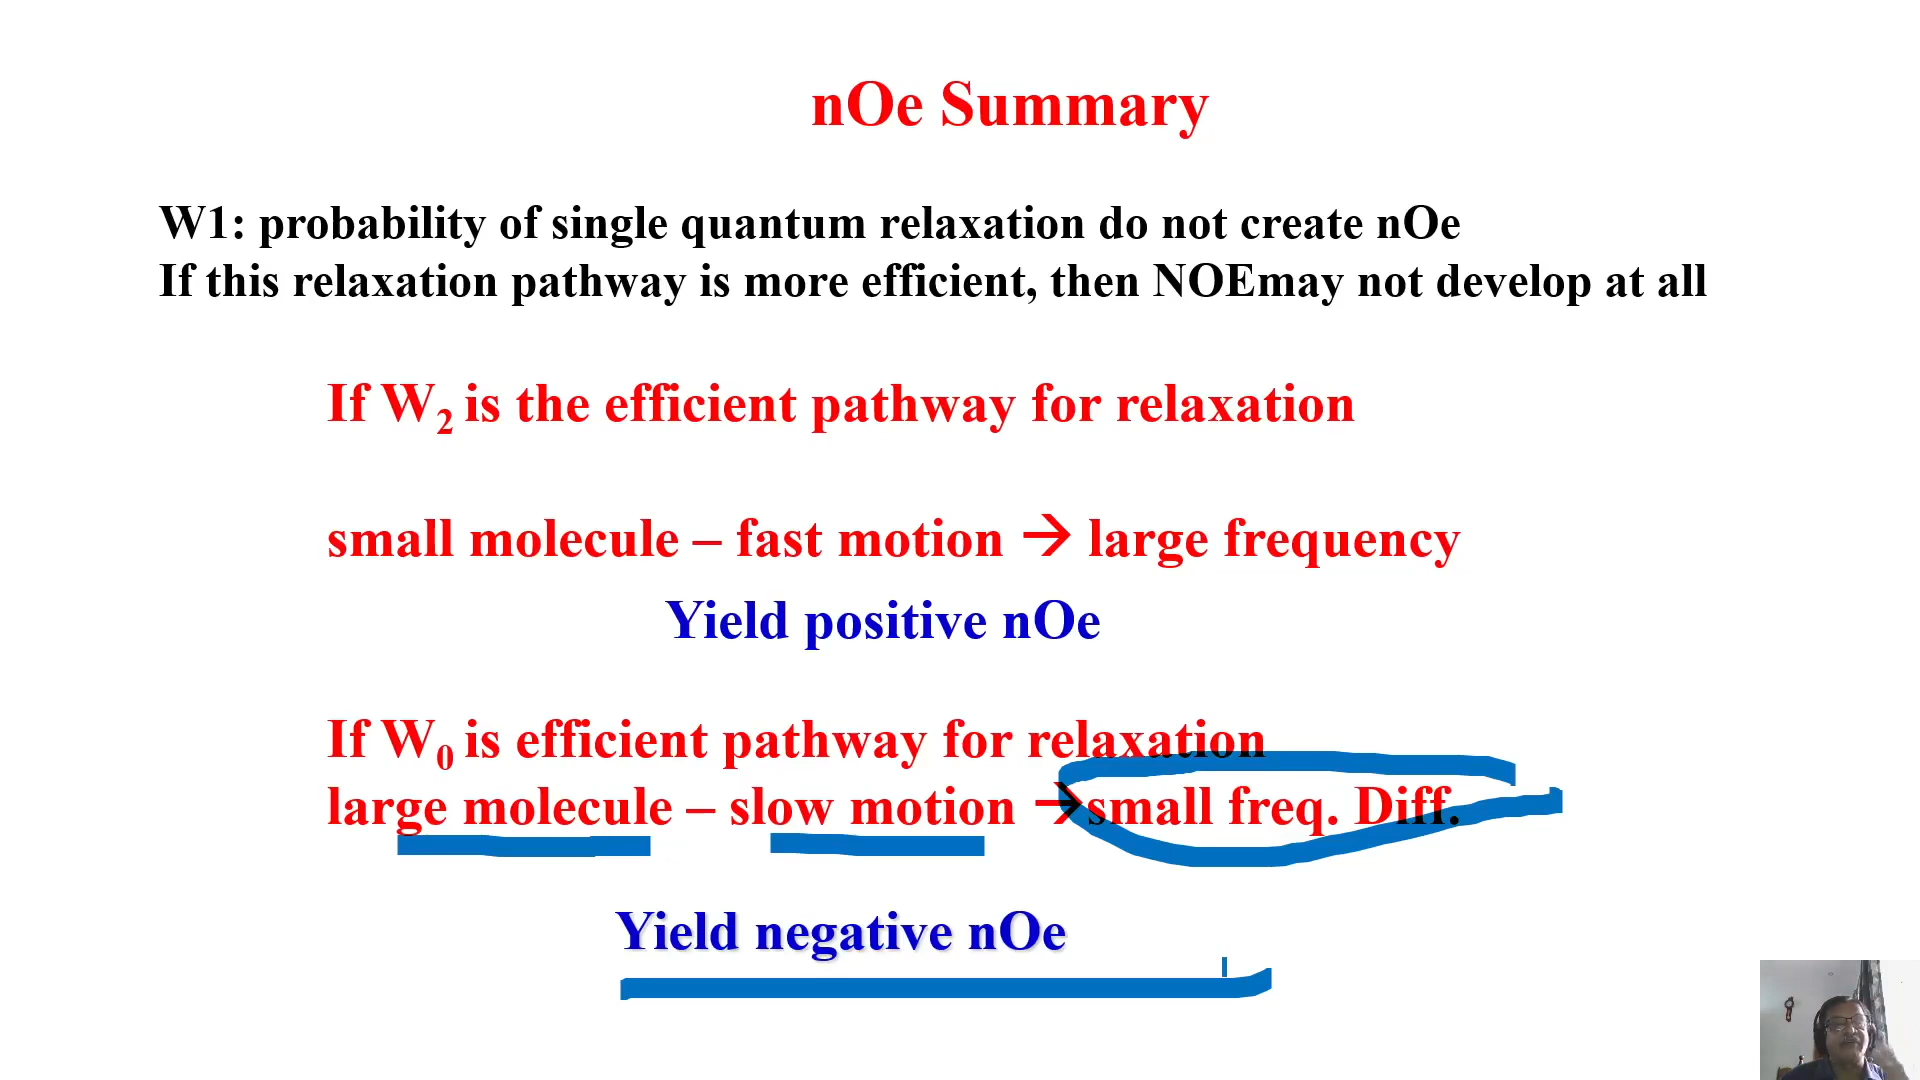 nOe Summary
W1: probability of single quantum relaxation do not create nOe
If this relaxation pathway is more efficient, then NOEmay not develop at all
If W₂ is the efficient pathway for relaxation
small molecule – fast motion → large frequency
Yield positive nOe
If W₀ is efficient pathway for relaxation
large molecule – slow motion →small freq. Diff.
Yield negative nOe